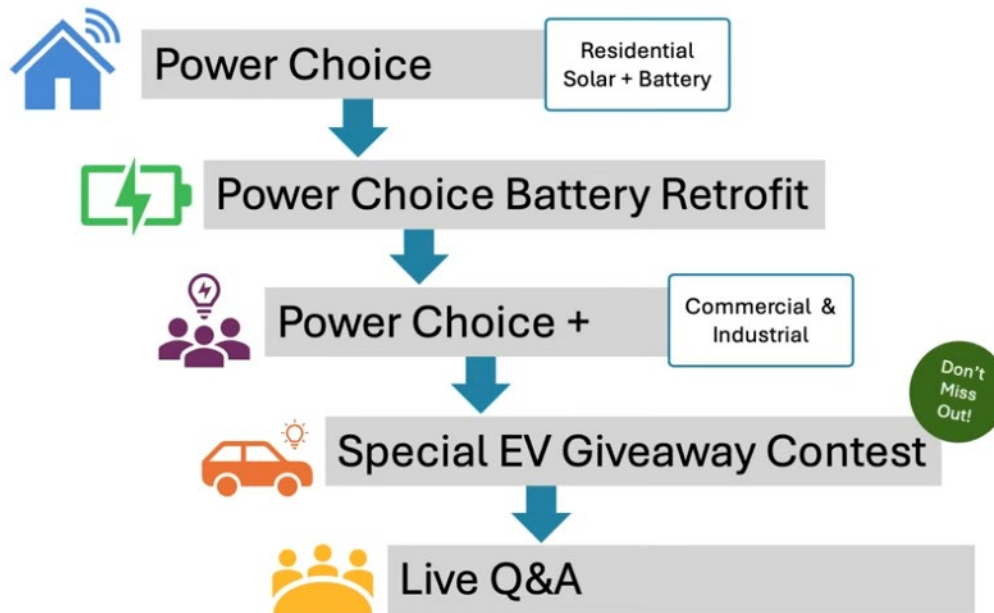 Power Choice
Residential
Solar + Battery
Power Choice Battery Retrofit
Power Choice +
Commercial &
Industrial
Don't
Miss
Out!
Special EV Giveaway Contest
Live Q&A